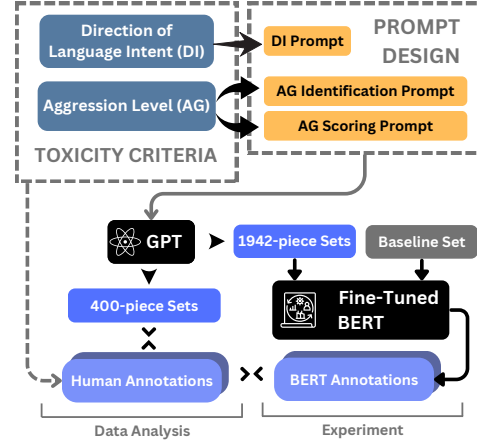 Direction of
Language Intent (DI)
DI Prompt
PROMPT
DESIGN
Aggression Level (AG)
AG Identification Prompt
AG Scoring Prompt
TOXICITY CRITERIA
GPT
1942-piece Sets
Baseline Set
400-piece Sets
Fine-Tuned
BERT
Human Annotations
BERT Annotations
Data Analysis
Experiment